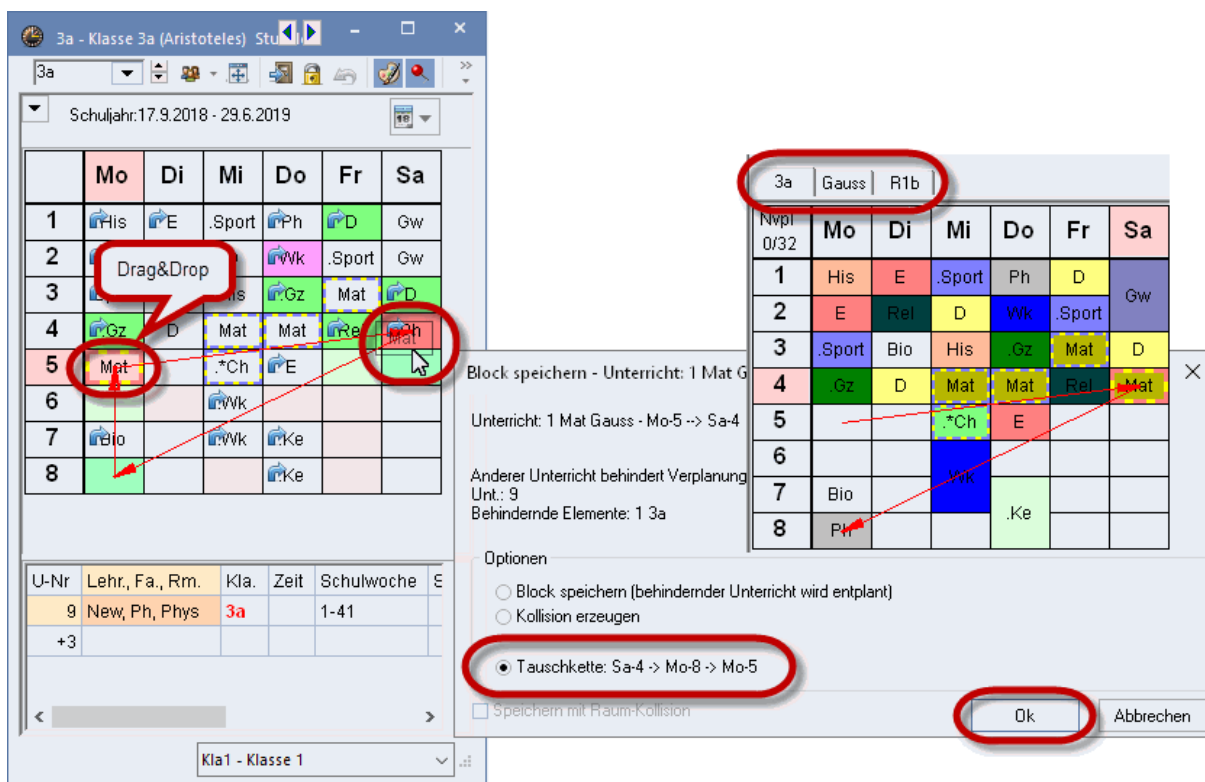 3a - Klasse 3a (Aristoteles) Stu
3a
Schuljahr:17.9.2018 - 29.6.2019
Mo Di Mi Do Fr Sa
1 His E .Sport Ph D Gw
2 Wk .Sport Gw
Drag&Drop
3 .Gz Mat D
4 .Gz D Mat Mat Re Ph
Mat
5 Mat .*Ch E
6 Wk
7 Bio Wk .Ke
8 .Ke
U-Nr Lehr., Fa., Rm. Kla. Zeit Schulwoche
9 New, Ph, Phys 3a 1-41
+3
Kla1 - Klasse 1
3a Gauss R1b
Nvpl
0/32
Mo Di Mi Do Fr Sa
1 His E .Sport Ph D Gw
2 E Rel D Wk .Sport
3 .Sport Bio His .Gz Mat D
4 .Gz D Mat Mat Rel Mat
5 .*Ch E
6 Wk
7 Bio .Ke
8 Ph
Block speichern - Unterricht: 1 Mat G
Unterricht: 1 Mat Gauss - Mo-5 --> Sa-4
Anderer Unterricht behindert Verplanung
Unt.: 9
Behindernde Elemente: 1 3a
Optionen
Block speichern (behindernder Unterricht wird entplant)
Kollision erzeugen
Tauschkette: Sa-4 -> Mo-8 -> Mo-5
Speichern mit Raum-Kollision
Ok
Abbrechen